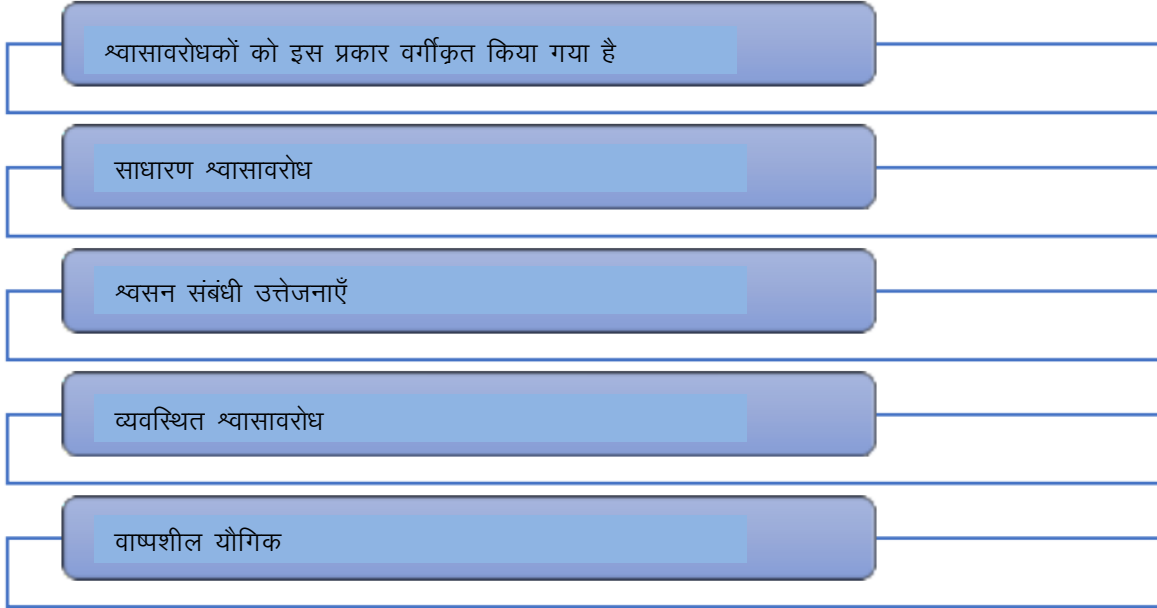 श्वासावरोधकों को इस प्रकार वर्गीकृत किया गया है
साधारण श्वासावरोध
श्वसन संबंधी उत्तेजनाएँ
व्यवस्थित श्वासावरोध
वाष्पशील यौगिक